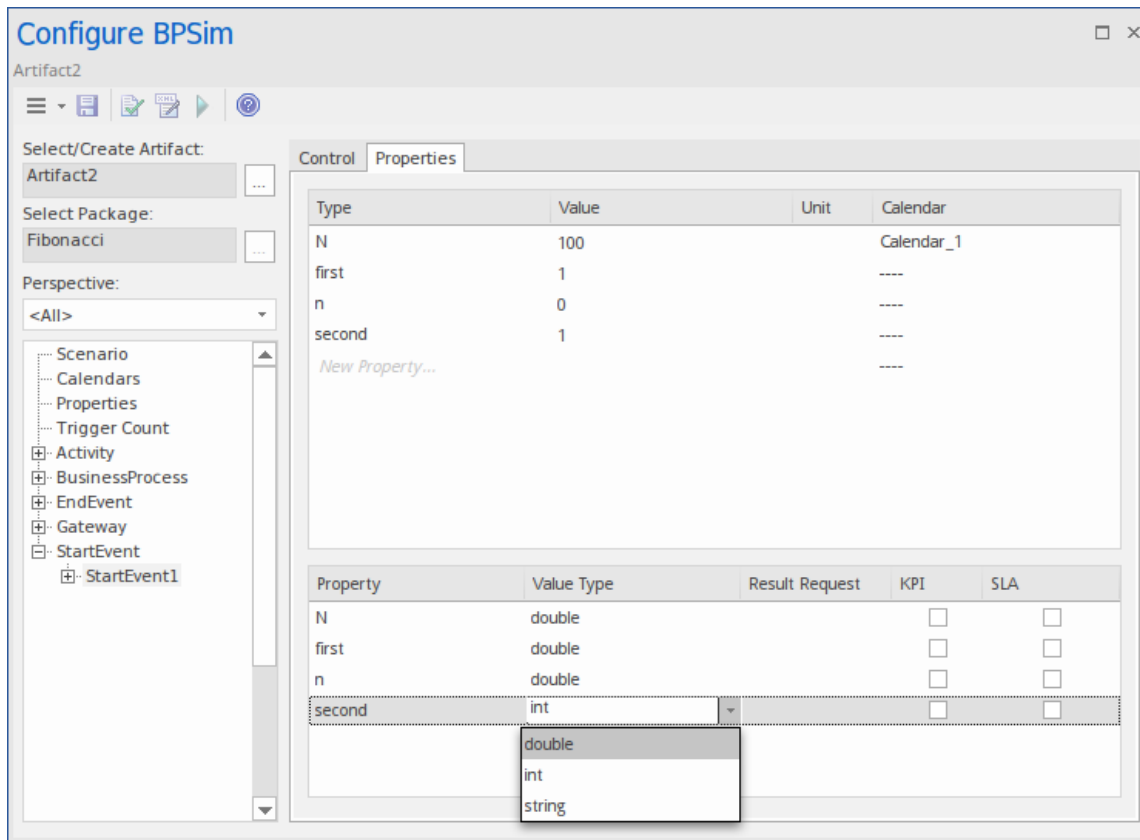 Configure BPSim
Artifact2
Select/Create Artifact:
Artifact2
...
Select Package:
Fibonacci
...
Perspective:
<All>
Scenario
Calendars
Properties
Trigger Count
Activity
BusinessProcess
EndEvent
Gateway
StartEvent
StartEvent1
Control Properties
Type Value Unit Calendar
N 100 Calendar_1
first 1 ----
n 0 ----
second 1 ----
New Property... ----
Property Value Type Result Request KPI SLA
N double
first double
n double
second int
double
int
string